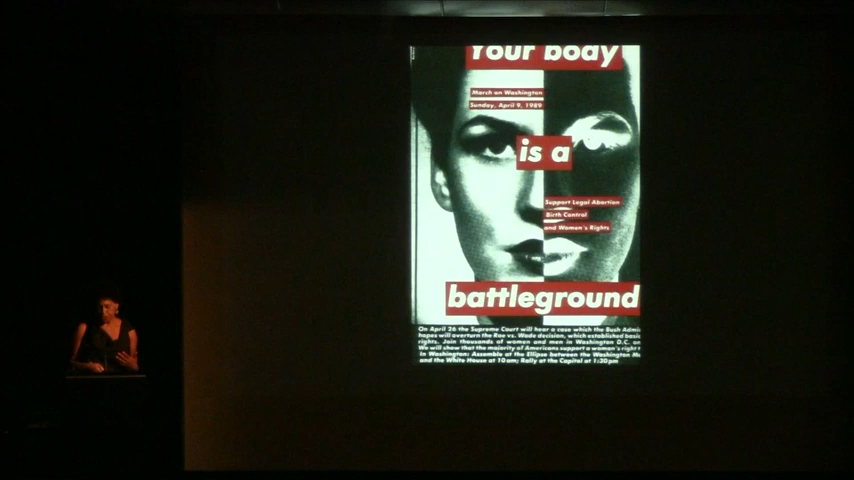 Your body
March on Washington
Sunday, April 9, 1989
is a
Support Legal Abortion
Birth Control
and Women's Rights
battleground
On April 26 the Supreme Court will hear a case which the Bush Admi
hopes will overturn the Roe vs. Wade decision, which established basic
rights. Join thousands of women and men in Washington D.C. on
We will show that the majority of Americans support a women's right
In Washington: Assemble at the Ellipse between the Washington
and the White House at 10 am; Rally at the Capitol at 1:30 pm